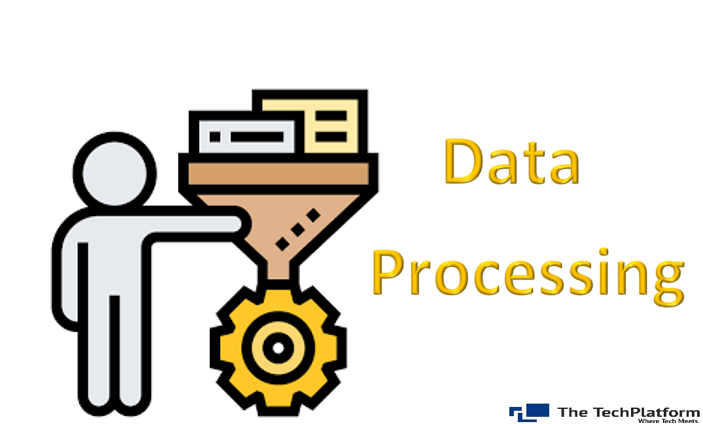 Data
Processing
The TechPlatform
Where Tech Meets.